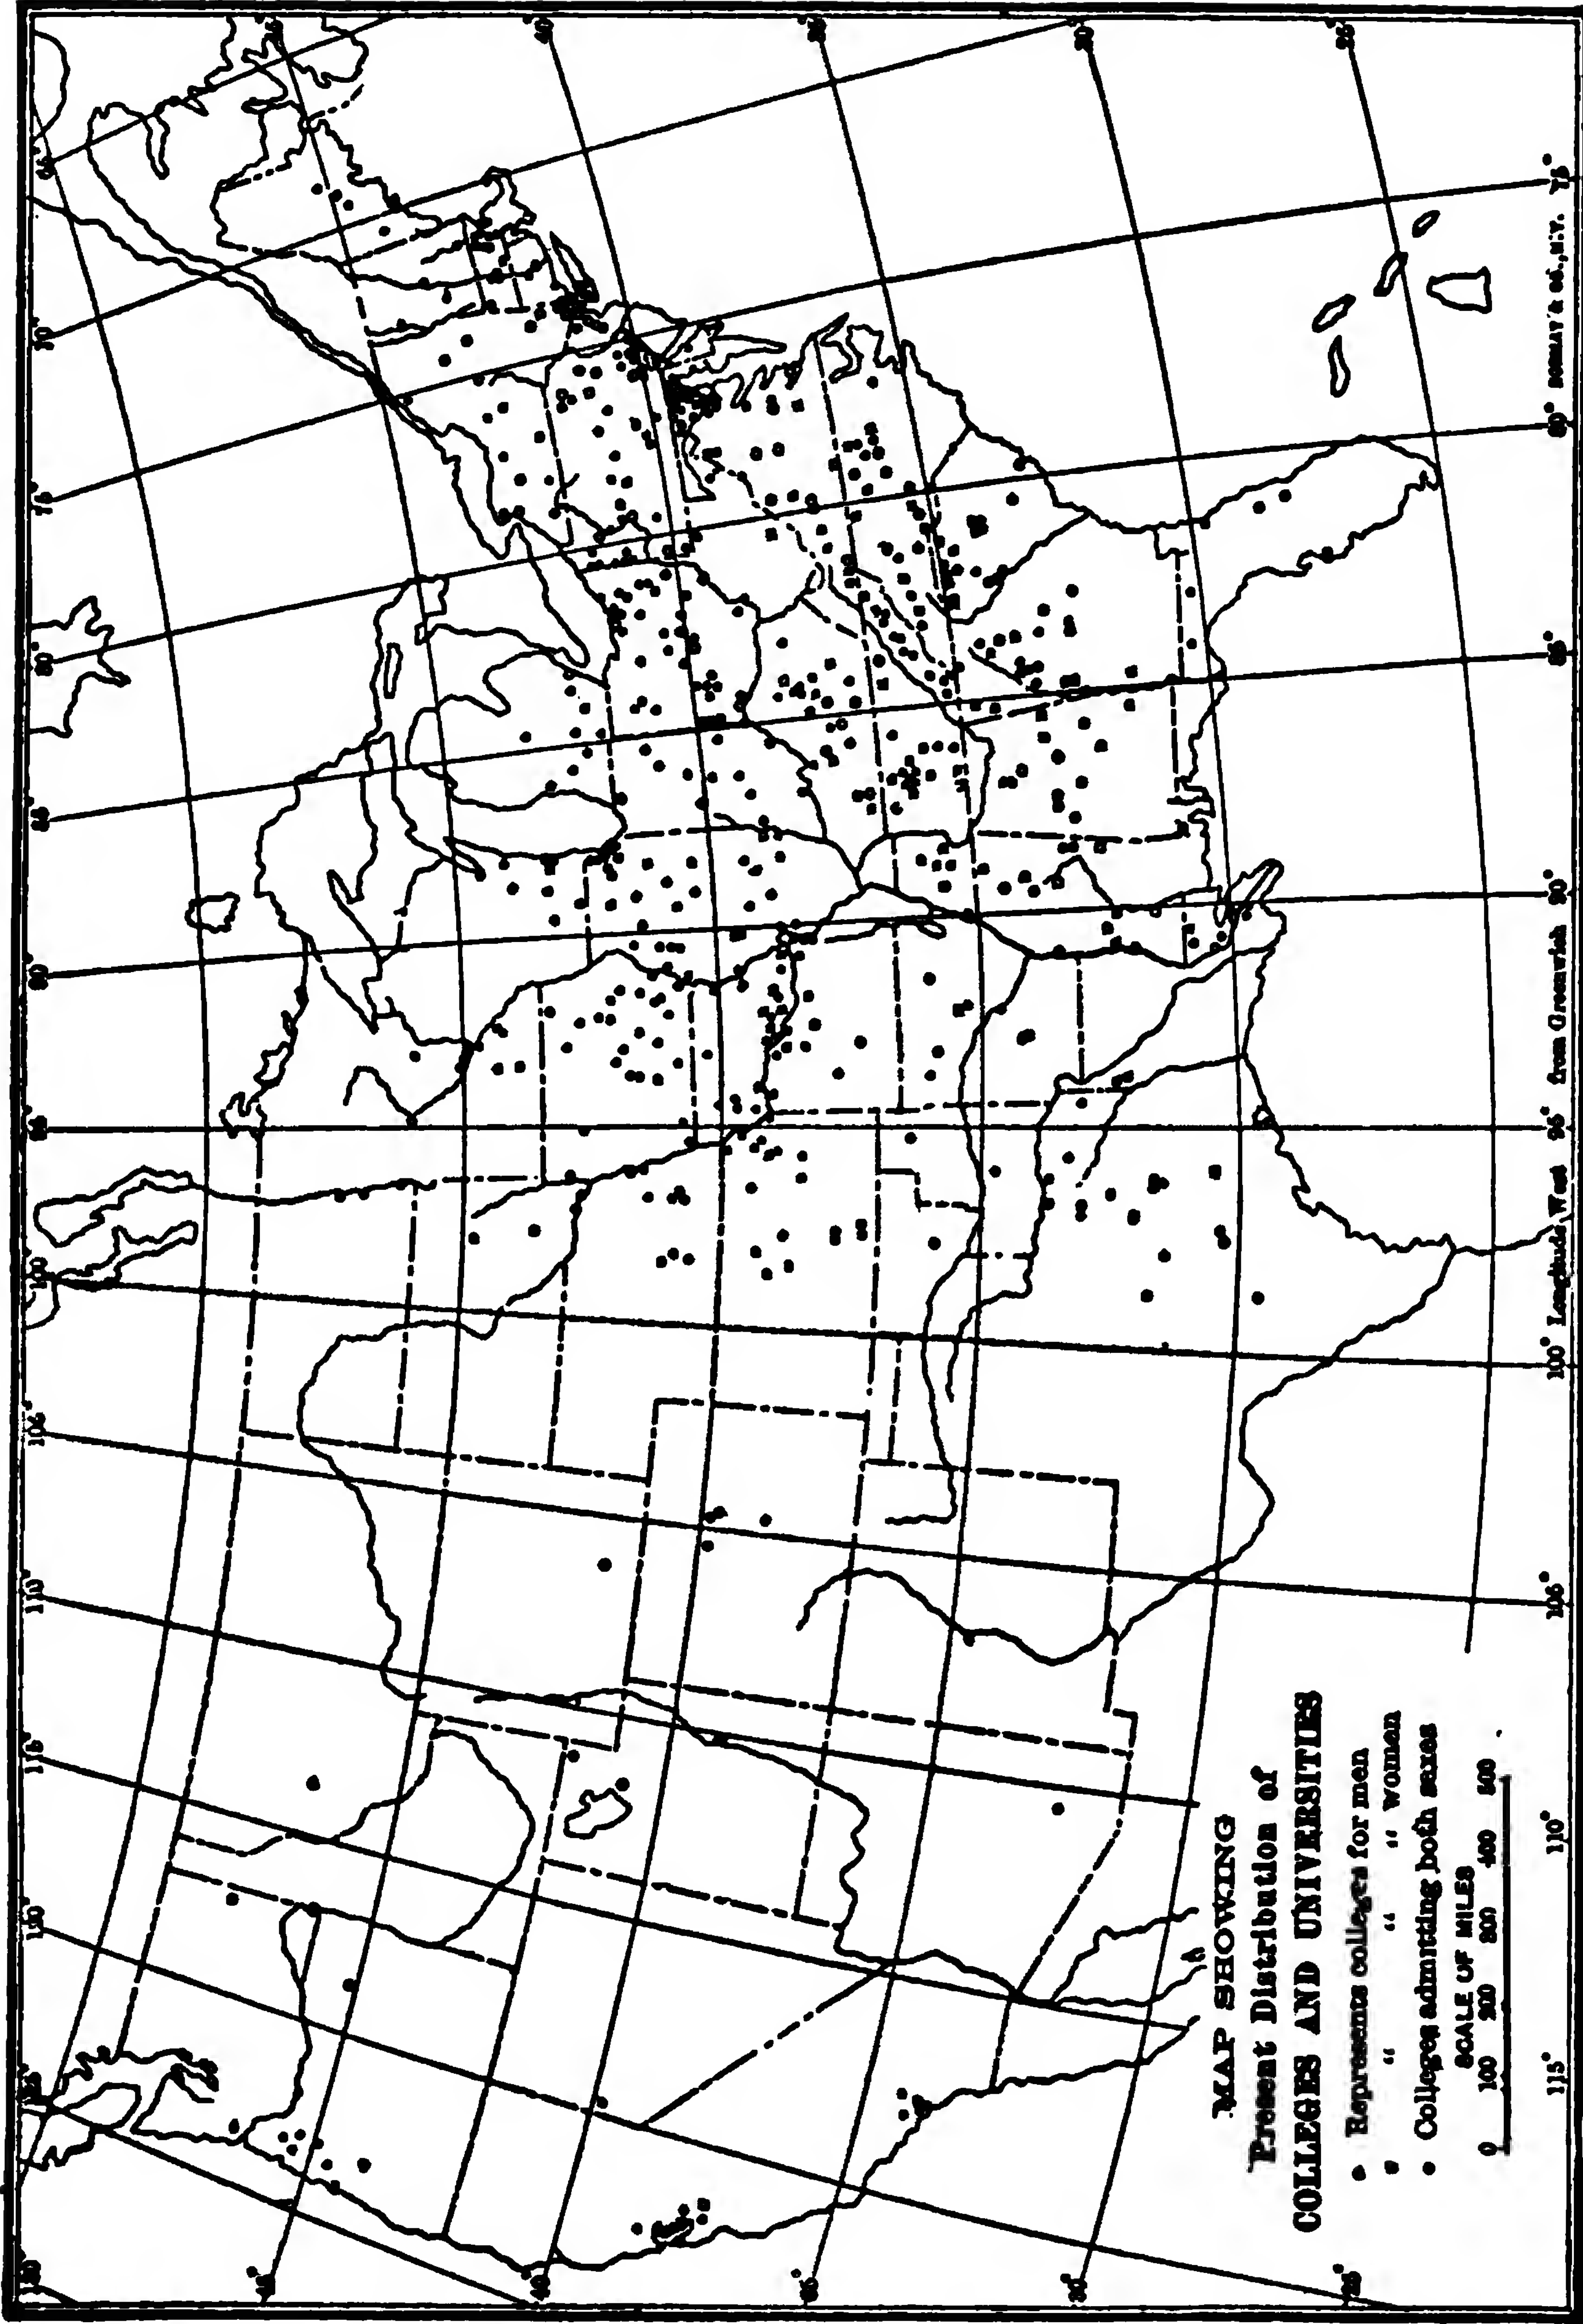 MAP SHOWING
Present Distribution of
COLLEGES AND UNIVERSITIES
Represents colleges for men
" " " women
Colleges admitting both sexes
SCALE OF MILES
0 100 200 300 400 500
100° Longitude West 95° from Greenwich 90° 85° 80° BORMAY & CO., N.Y. 75°
105°
110°
115°